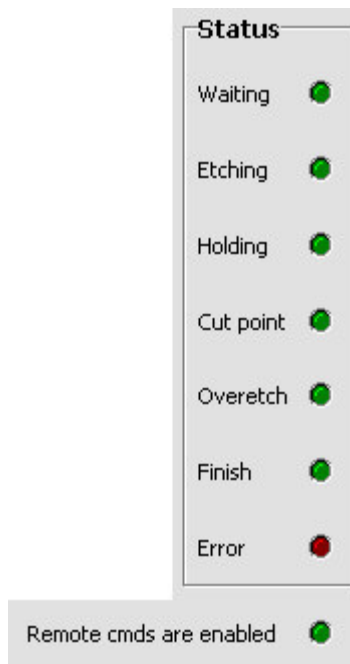 Status
Waiting
Etching
Holding
Cut point
Overetch
Finish
Error
Remote cmds are enabled